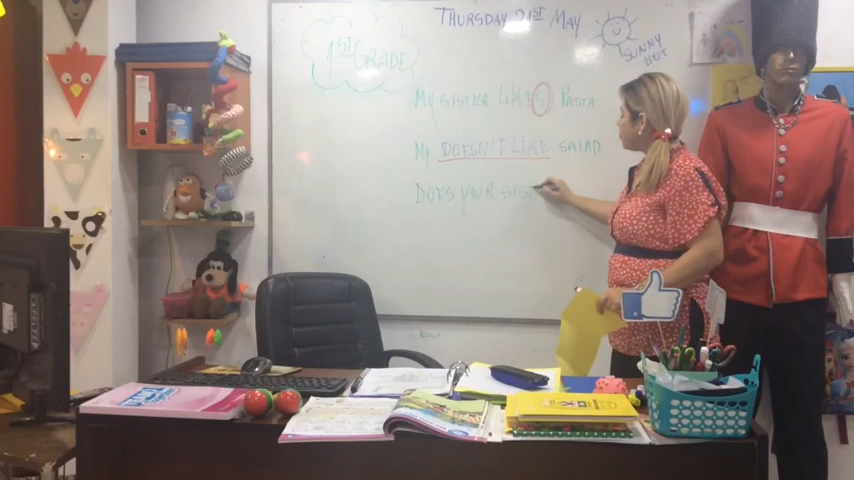 THURSDAY 21ST MAY
1ST GRADE
SUNNY
HOT
MY SISTER LIKES PASTA
MY DOESN'T LIKE SALAD
DOES YOUR SIS